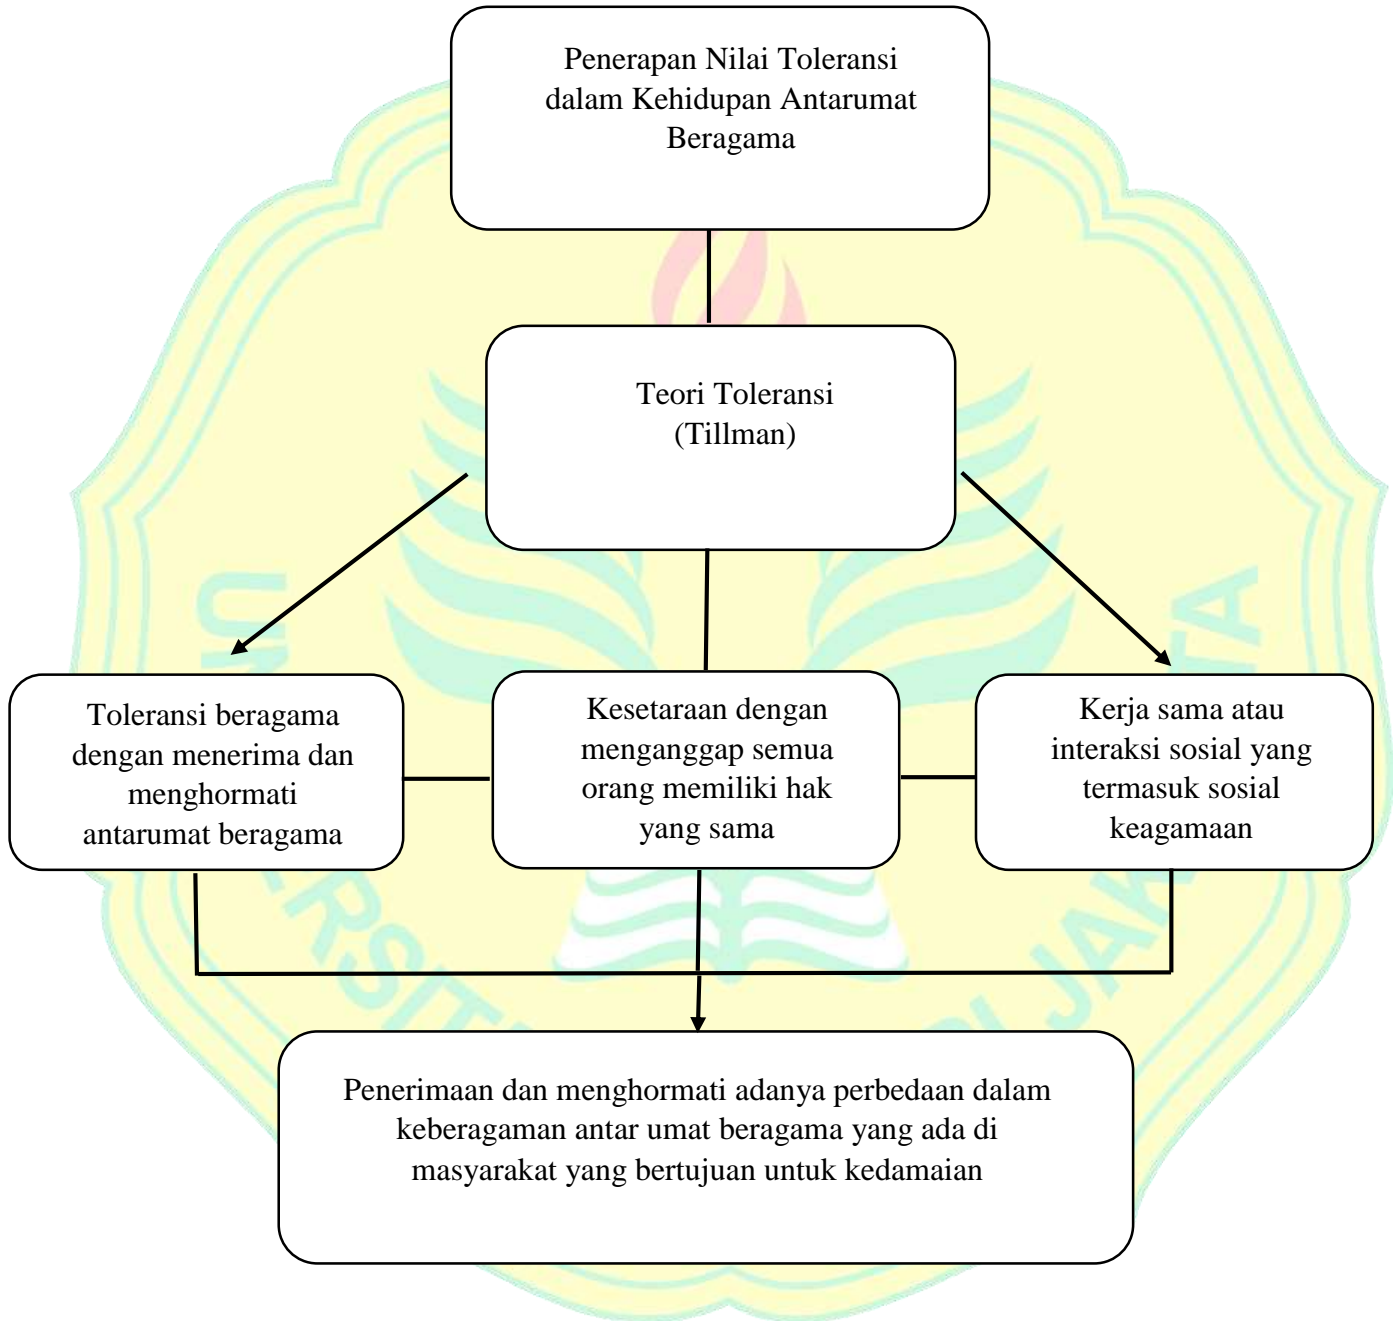 Penerapan Nilai Toleransi
dalam Kehidupan Antarumat
Beragama
Teori Toleransi
(Tillman)
Toleransi beragama
dengan menerima dan
menghormati
antarumat beragama
Kesetaraan dengan
menganggap semua
orang memiliki hak
yang sama
Kerja sama atau
interaksi sosial yang
termasuk sosial
keagamaan
Penerimaan dan menghormati adanya perbedaan dalam
keberagaman antar umat beragama yang ada di
masyarakat yang bertujuan untuk kedamaian